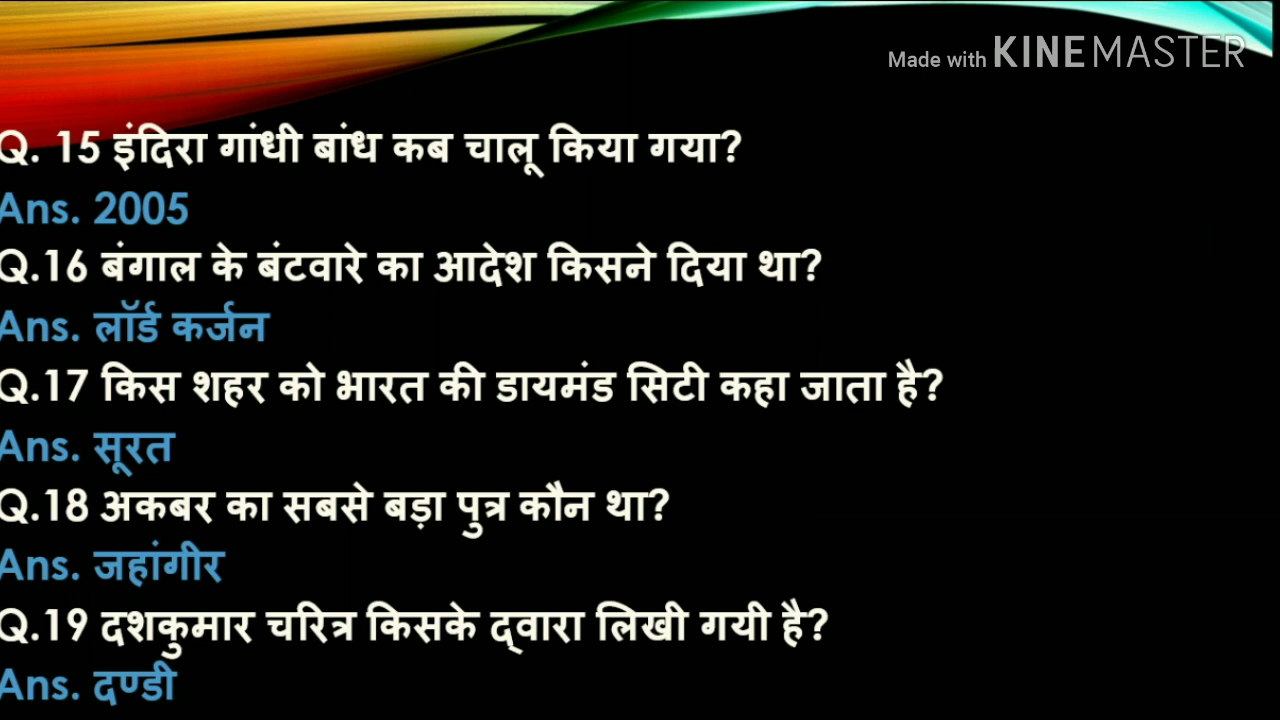 Made with KINEMASTER
Q. 15 इंदिरा गांधी बांध कब चालू किया गया?
Ans. 2005
Q.16 बंगाल के बंटवारे का आदेश किसने दिया था?
Ans. लॉर्ड कर्जन
Q.17 किस शहर को भारत की डायमंड सिटी कहा जाता है?
Ans. सूरत
Q.18 अकबर का सबसे बड़ा पुत्र कौन था?
Ans. जहांगीर
Q.19 दशकुमार चरित्र किसके द्वारा लिखी गयी है?
Ans. दण्डी